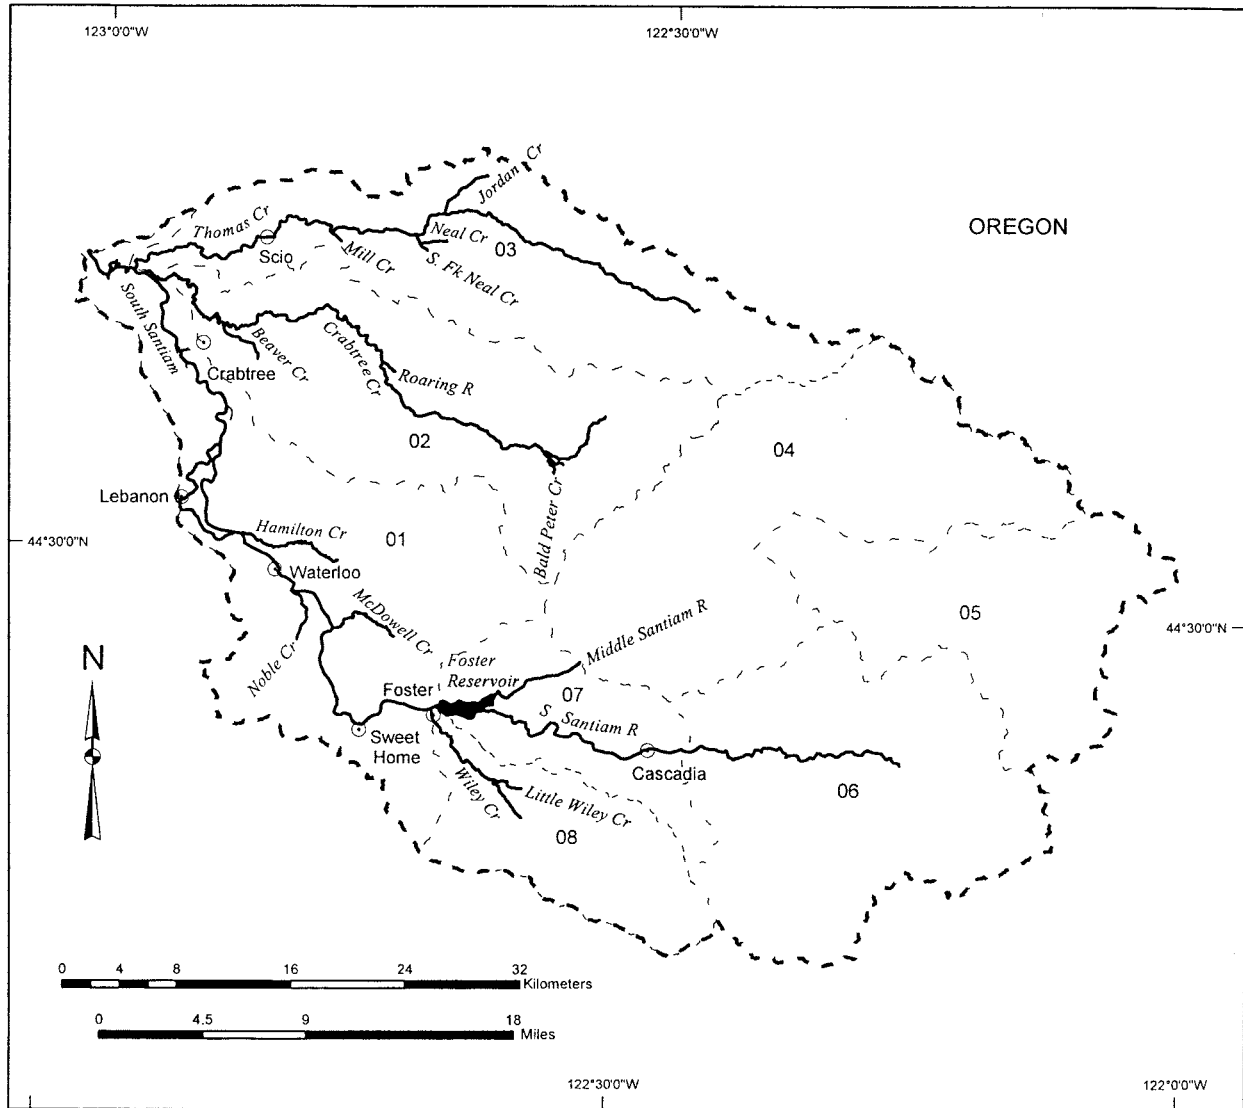 123°0'0"W
122°30'0"W
Jordan Cr
OREGON
Thomas Cr
Neal Cr
03
Scio
Mill Cr
S. Fk Neal Cr
South Santiam
Beaver Cr
Crabtree Cr
Crabtree
Roaring R
02
04
Lebanon
Bald Peter Cr
Hamilton Cr
01
44°30'0"N
Waterloo
McDowell Cr
05
Middle Santiam R
44°30'0"N
N
Noble Cr
Foster
Reservoir
Foster
07
S Santiam R
Sweet
Home
Cascadia
Wiley Cr
Little Wiley Cr
06
08
0 4 8 16 24 32
Kilometers
0 4.5 9 18
Miles
122°30'0"W
122°0'0"W